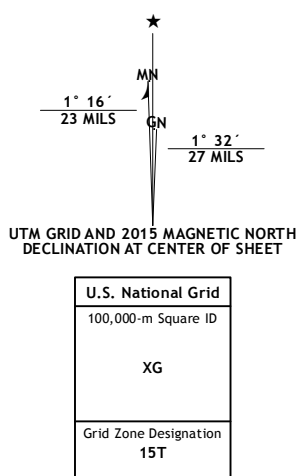 MN
1° 16´
23 MILS
GN
1° 32´
27 MILS
UTM GRID AND 2015 MAGNETIC NORTH
DECLINATION AT CENTER OF SHEET
U.S. National Grid
100,000-m Square ID
XG
Grid Zone Designation
15T